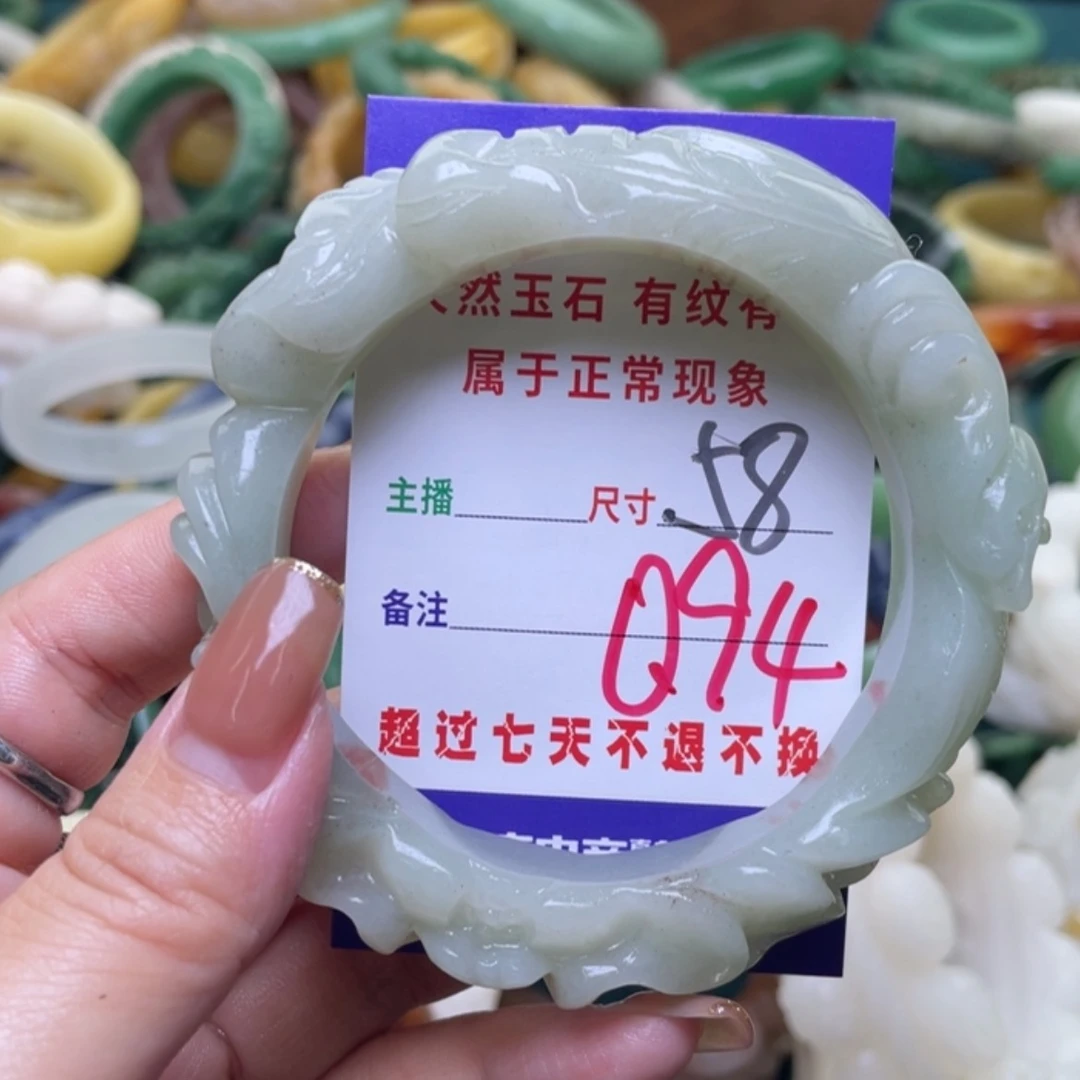 然玉石 有纹有
属于正常现象
主播 尺寸 58
备注 Q94
超过七天不退不换